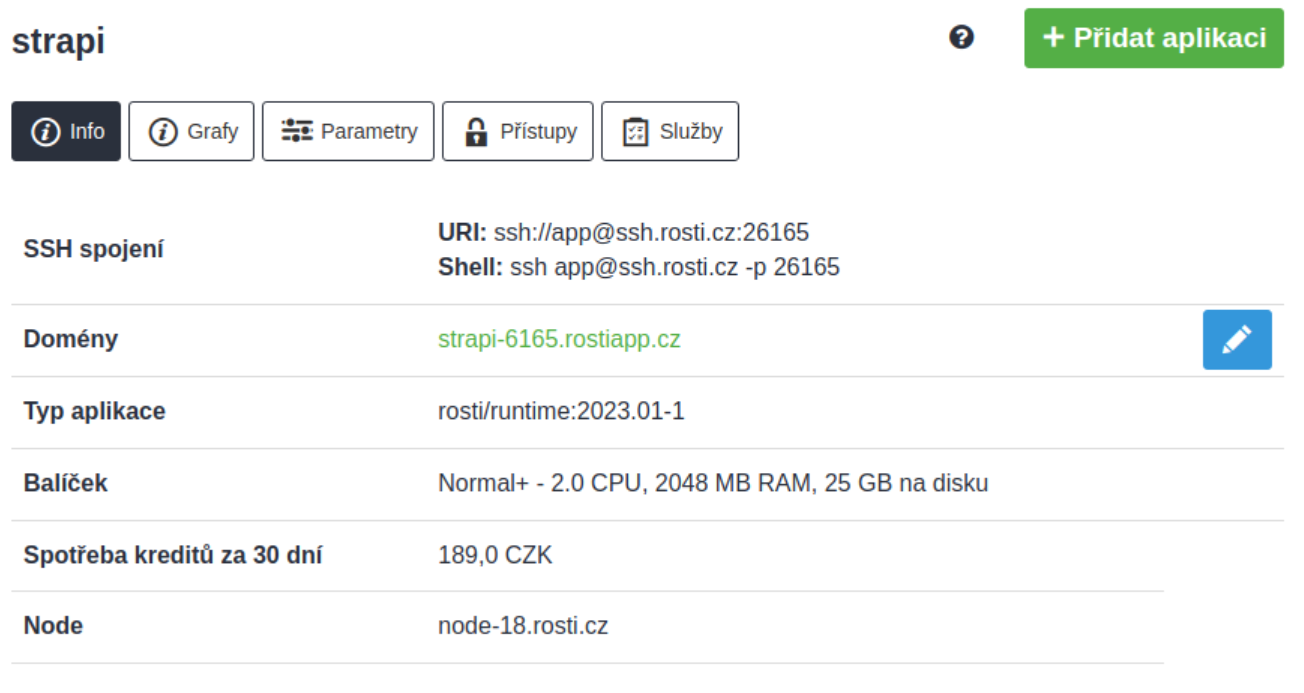 strapi
+ Přidat aplikaci
Info
Grafy
Parametry
Přístupy
Služby
SSH spojení
URI: ssh://app@ssh.rosti.cz:26165
Shell: ssh app@ssh.rosti.cz -p 26165
Domény
strapi-6165.rostiapp.cz
Typ aplikace
rosti/runtime:2023.01-1
Balíček
Normal+ - 2.0 CPU, 2048 MB RAM, 25 GB na disku
Spotřeba kreditů za 30 dní
189,0 CZK
Node
node-18.rosti.cz